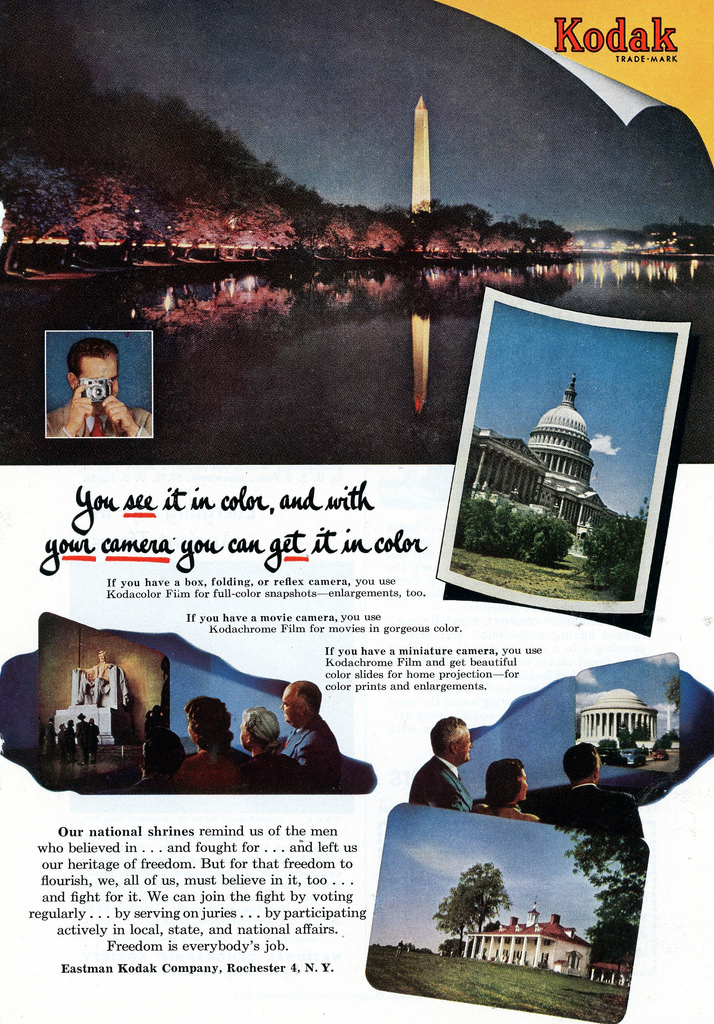 Kodak
TRADE-MARK
You see it in color, and with
your camera you can get it in color
If you have a box, folding, or reflex camera, you use
Kodacolor Film for full-color snapshots—enlargements, too.
If you have a movie camera, you use
Kodachrome Film for movies in gorgeous color.
If you have a miniature camera, you use
Kodachrome Film and get beautiful
color slides for home projection—for
color prints and enlargements.
Our national shrines remind us of the men
who believed in . . . and fought for . . . and left us
our heritage of freedom. But for that freedom to
flourish, we, all of us, must believe in it, too . . .
and fight for it. We can join the fight by voting
regularly . . . by serving on juries . . . by participating
actively in local, state, and national affairs.
Freedom is everybody's job.
Eastman Kodak Company, Rochester 4, N. Y.